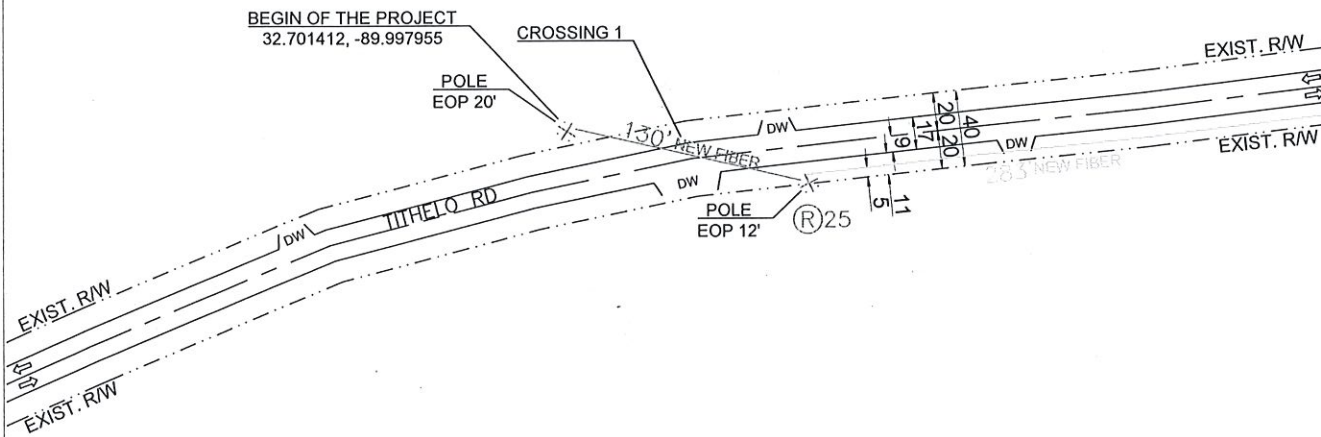 BEGIN OF THE PROJECT
32.701412, -89.997955
CROSSING 1
POLE
EOP 20'
EXIST. R/W
130' NEW FIBER
DW
20
40
17
9
20
DW
EXIST. R/W
283' NEW FIBER
DW
POLE
EOP 12'
R 25
5
11
TITHELO RD
DW
EXIST. R/W
EXIST. R/W